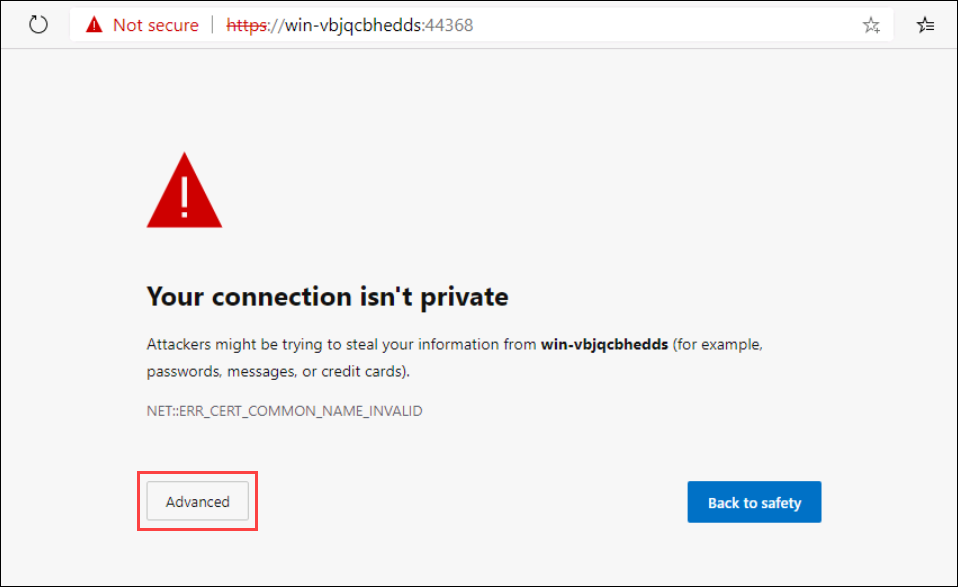 Not secure | https://win-vbjqcbhedds:44368
Your connection isn't private
Attackers might be trying to steal your information from win-vbjqcbhedds (for example,
passwords, messages, or credit cards).
NET::ERR_CERT_COMMON_NAME_INVALID
Advanced
Back to safety